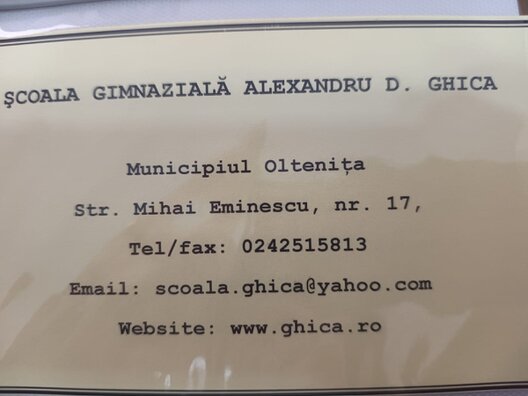 ŞCOALA GIMNAZIALĂ ALEXANDRU D. GHICA
Municipiul Oltenița
Str. Mihai Eminescu, nr. 17,
Tel/fax: 0242515813
Email: scoala.ghica@yahoo.com
Website: www.ghica.ro